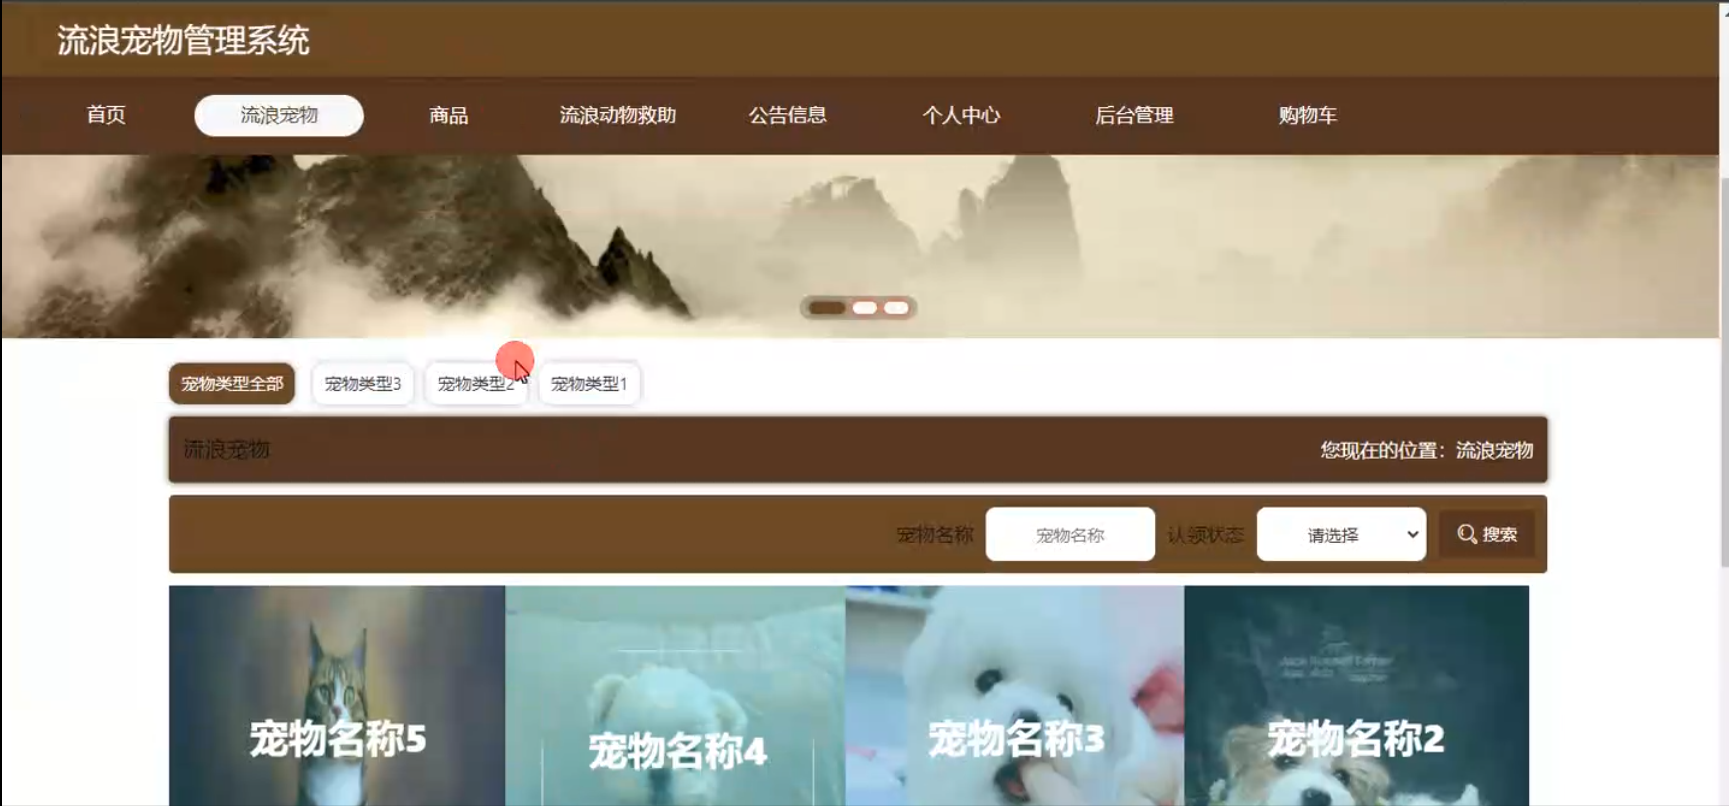 流浪宠物管理系统
首页 流浪宠物 商品 流浪动物救助 公告信息 个人中心 后台管理 购物车
宠物类型全部 宠物类型3 宠物类型2 宠物类型1
流浪宠物 您现在的位置：流浪宠物
宠物名称 宠物名称 认领状态 请选择 搜索
宠物名称5 宠物名称4 宠物名称3 宠物名称2